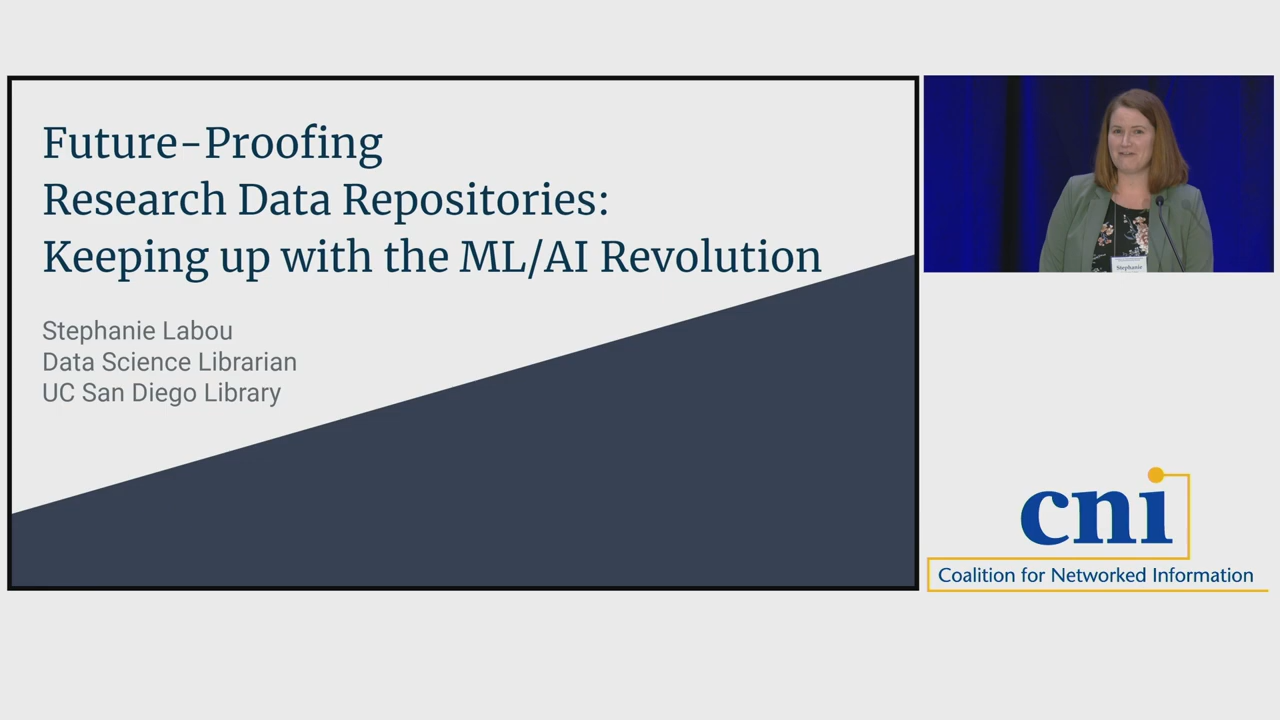 Future-Proofing
Research Data Repositories:
Keeping up with the ML/AI Revolution
Stephanie Labou
Data Science Librarian
UC San Diego Library
Stephanie
cni
Coalition for Networked Information